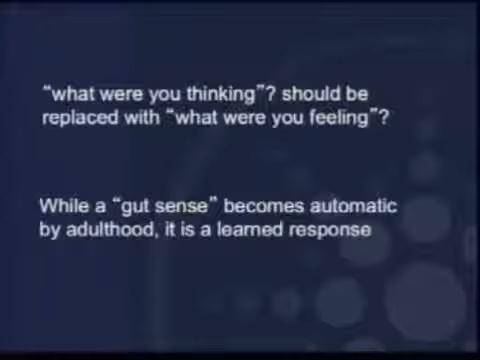 “what were you thinking”? should be
replaced with “what were you feeling”?
While a “gut sense” becomes automatic
by adulthood, it is a learned response